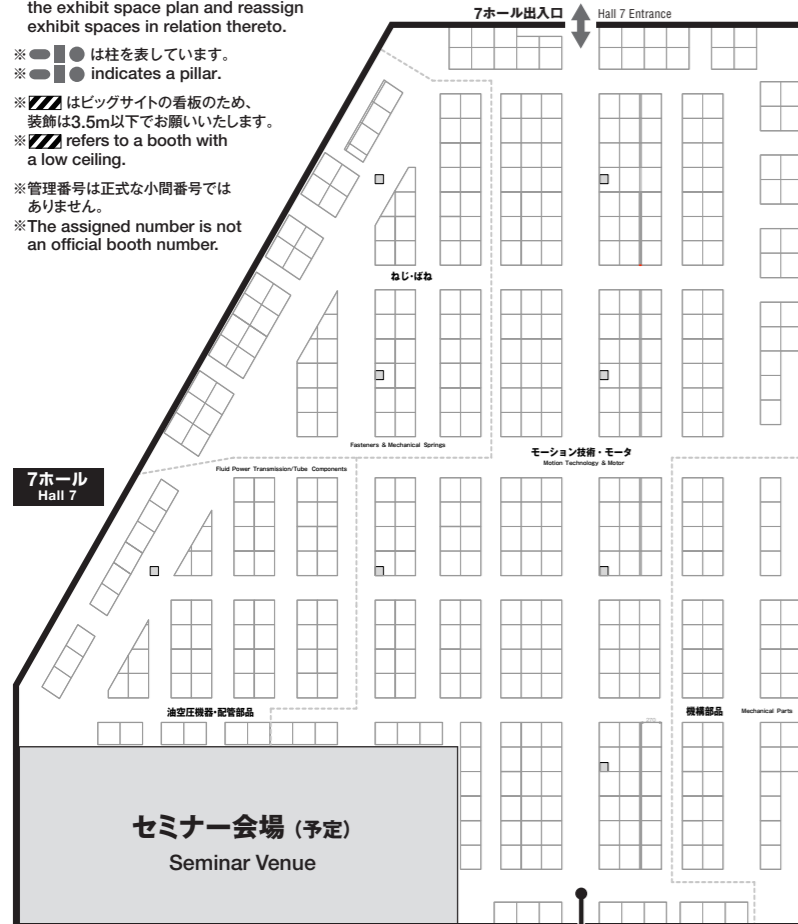 the exhibit space plan and reassign
exhibit spaces in relation thereto.
※ は柱を表しています。
※ indicates a pillar.
※ はビッグサイトの看板のため、
装飾は3.5m以下でお願いいたします。
※ refers to a booth with
a low ceiling.
※管理番号は正式な小間番号では
ありません。
※The assigned number is not
an official booth number.
7ホール出入口
Hall 7 Entrance
ねじ・ばね
Fasteners & Mechanical Springs
モーション技術・モータ
Motion Technology & Motor
Fluid Power Transmission/Tube Components
7ホール
Hall 7
油空圧機器・配管部品
機構部品
Mechanical Parts
セミナー会場（予定）
Seminar Venue